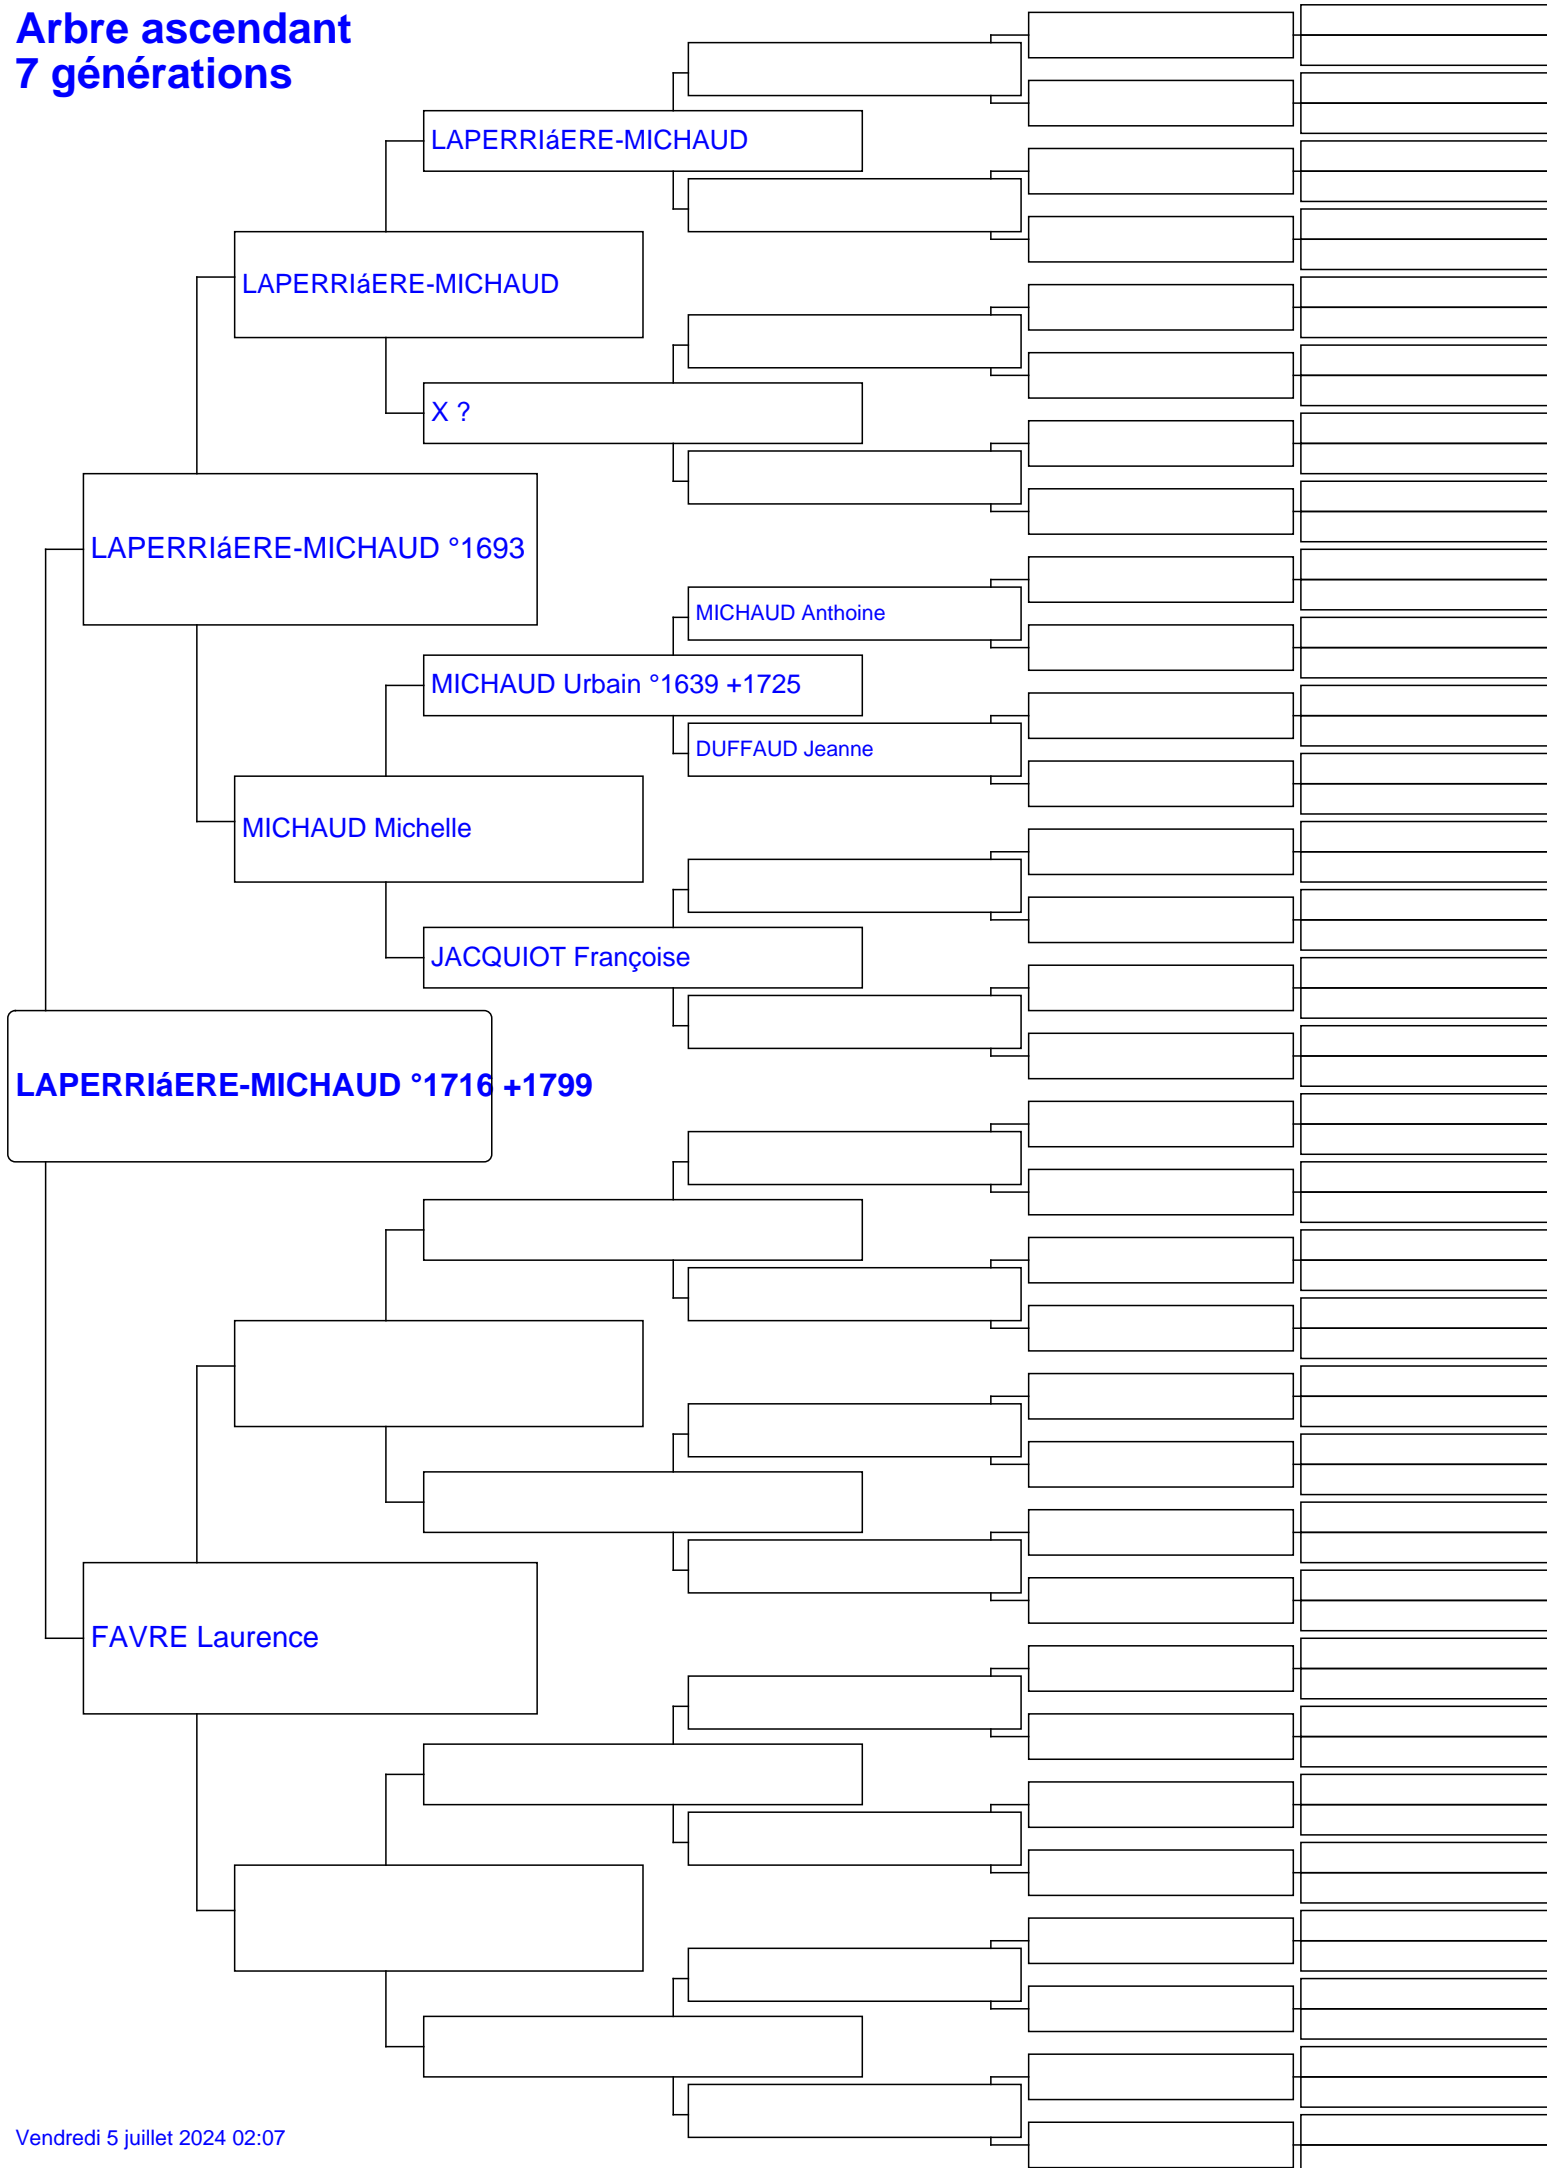 Arbre ascendant
7 générations
LAPERRIáERE-MICHAUD
LAPERRIáERE-MICHAUD
X ?
LAPERRIáERE-MICHAUD °1693
MICHAUD Anthoine
MICHAUD Urbain °1639 +1725
DUFFAUD Jeanne
MICHAUD Michelle
JACQUIOT Françoise
LAPERRIáERE-MICHAUD °1716 +1799
FAVRE Laurence
Vendredi 5 juillet 2024 02:07